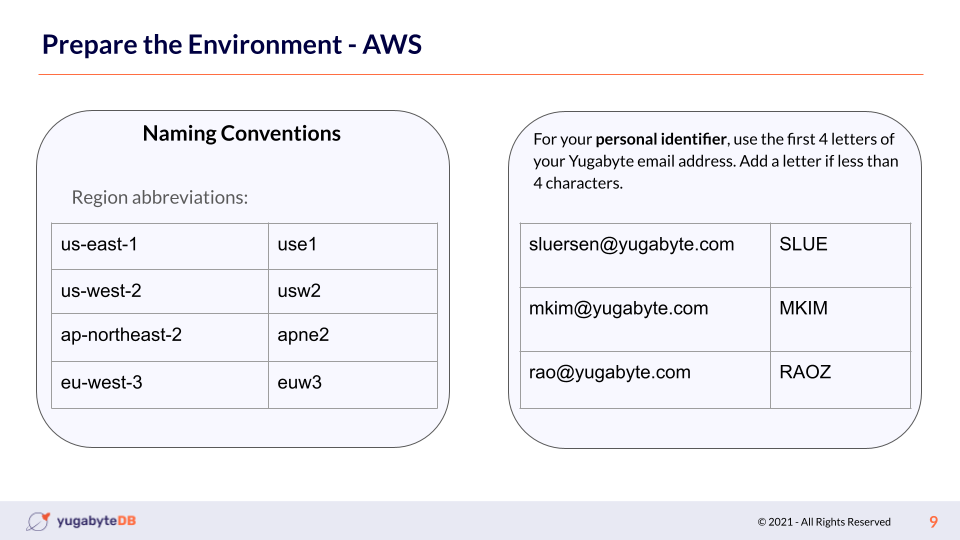 Prepare the Environment - AWS
Naming Conventions
Region abbreviations:
us-east-1 use1
us-west-2 usw2
ap-northeast-2 apne2
eu-west-3 euw3
For your personal identifier, use the first 4 letters of
your Yugabyte email address. Add a letter if less than
4 characters.
sluersen@yugabyte.com SLUE
mkim@yugabyte.com MKIM
rao@yugabyte.com RAOZ
yugabyteDB
© 2021 - All Rights Reserved
9